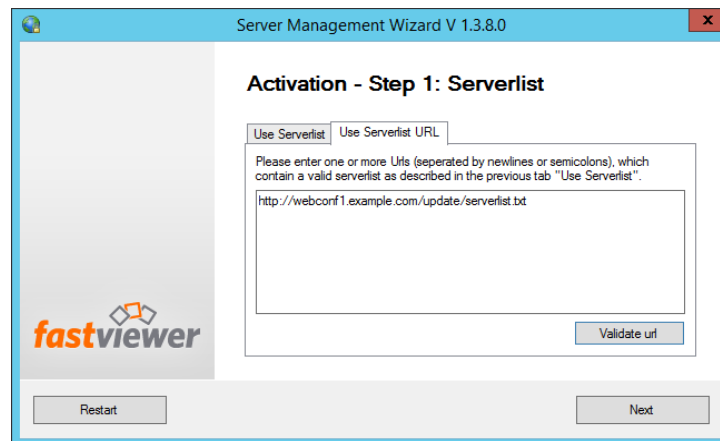 Server Management Wizard V 1.3.8.0
x
Activation - Step 1: Serverlist
Use Serverlist
Use Serverlist URL
Please enter one or more Urls (seperated by newlines or semicolons), which
contain a valid serverlist as described in the previous tab "Use Serverlist".
http://webconf1.example.com/update/serverlist.txt
fastviewer
Validate url
Restart
Next